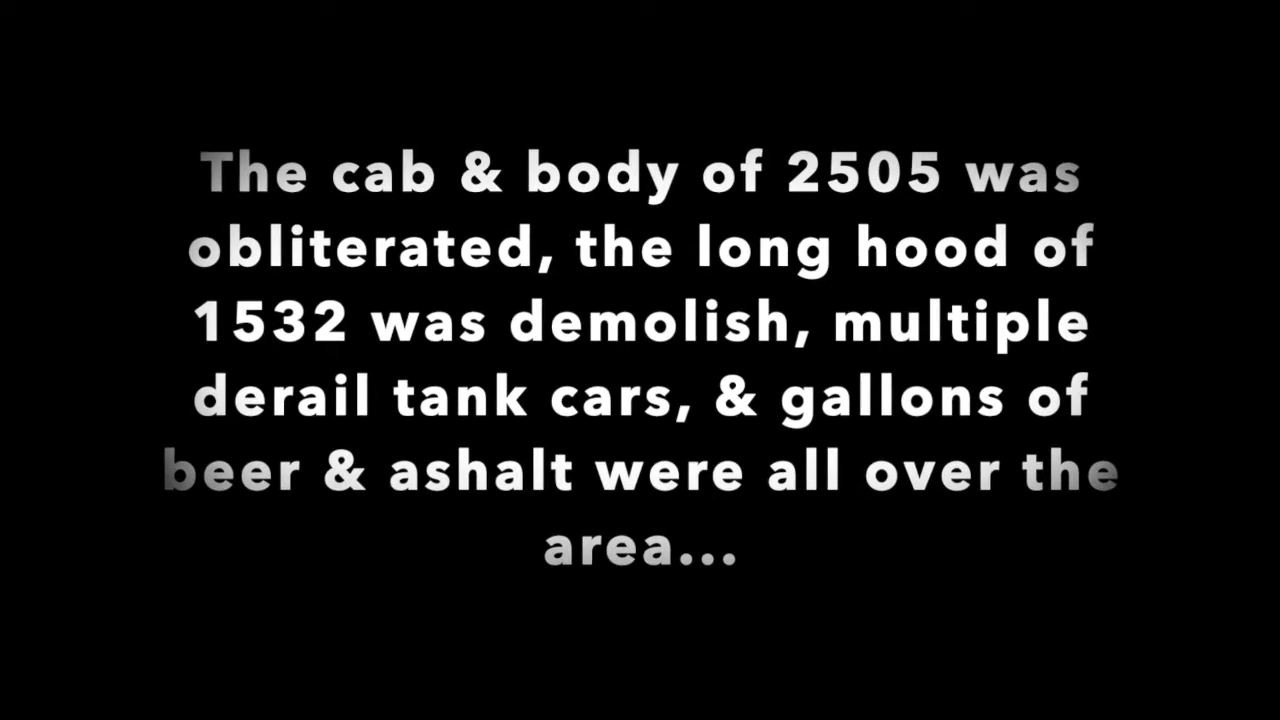 The cab & body of 2505 was
obliterated, the long hood of
1532 was demolish, multiple
derail tank cars, & gallons of
beer & ashalt were all over the
area...